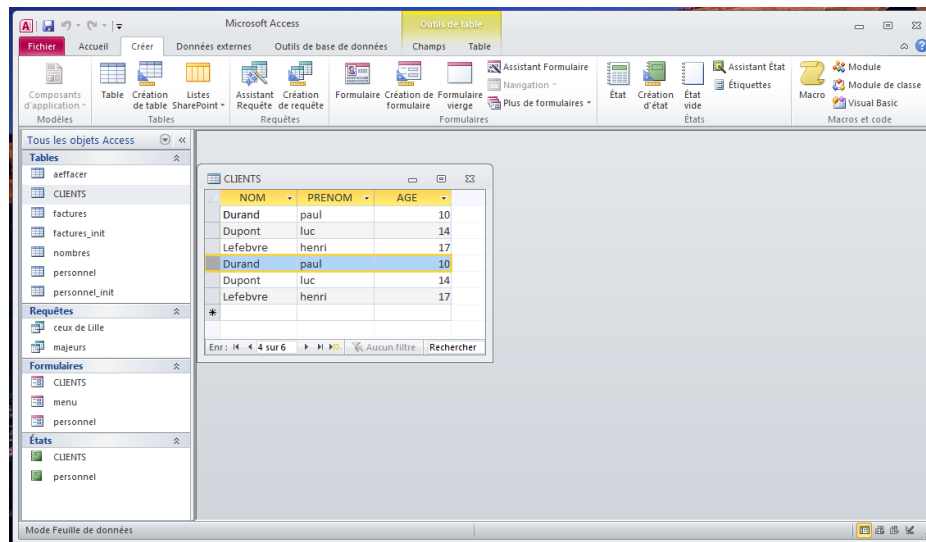 Microsoft Access
Outils de table
Fichier Accueil Créer Données externes Outils de base de données Champs Table
Composants d'application
Table
Création de table
Listes SharePoint
Assistant Requête
Création de requête
Formulaire
Création de formulaire
Formulaire vierge
Assistant Formulaire
Navigation
Plus de formulaires
État
Création d'état
État vide
Assistant État
Étiquettes
Macro
Module
Module de classe
Visual Basic
Modèles Tables Requêtes Formulaires États Macros et code
Tous les objets Access
Tables
aeffacer
CLIENTS
factures
factures_init
nombres
personnel
personnel_init
Requêtes
ceux de Lille
majeurs
Formulaires
CLIENTS
menu
personnel
États
CLIENTS
personnel
CLIENTS
NOM PRENOM AGE
Durand paul 10
Dupont luc 14
Lefebvre henri 17
Durand paul 10
Dupont luc 14
Lefebvre henri 17
Enr : 4 sur 6 Aucun filtre Rechercher
Mode Feuille de données